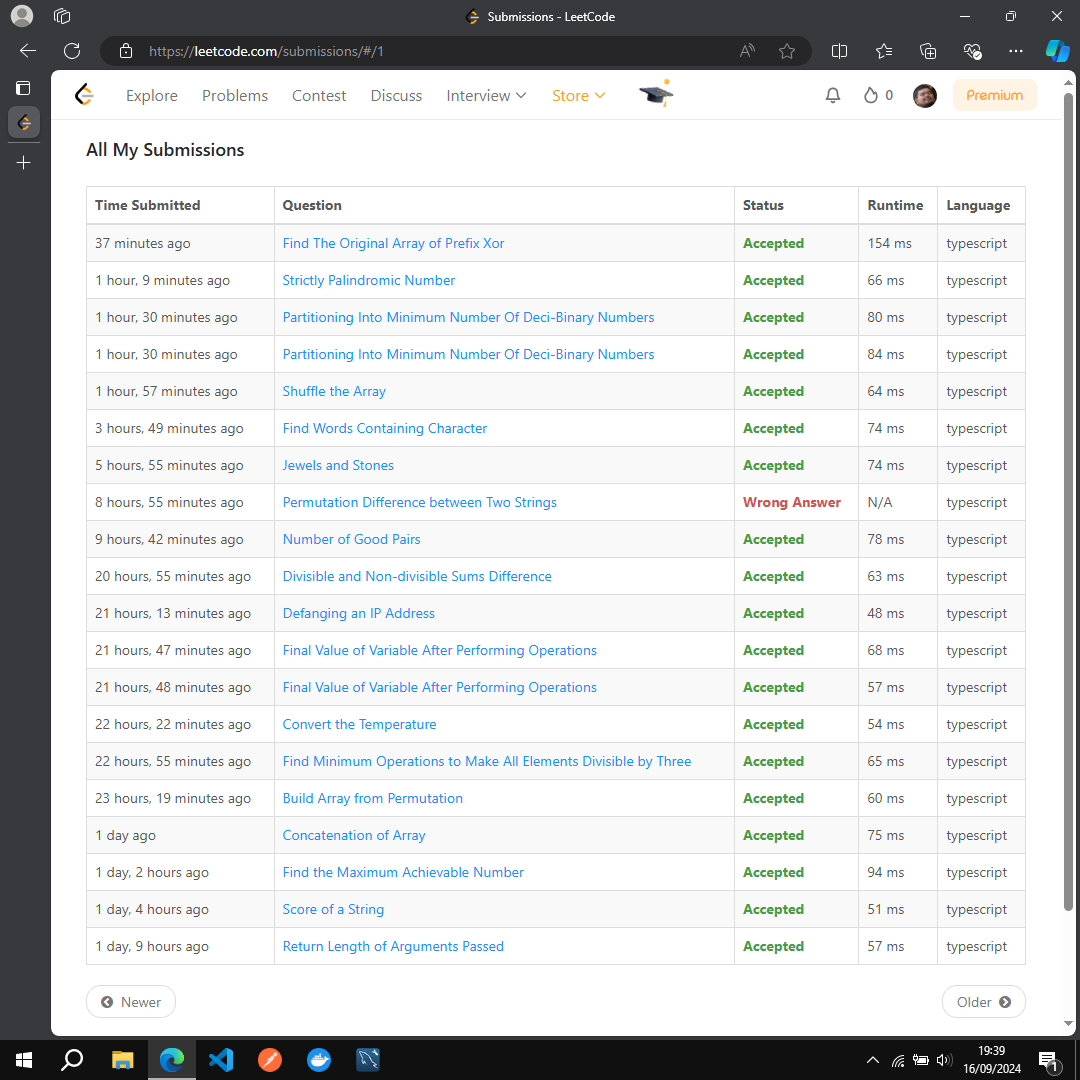 Submissions - LeetCode
https://leetcode.com/submissions/#/1
Explore Problems Contest Discuss Interview Store 0 Premium
All My Submissions
Time Submitted Question Status Runtime Language
37 minutes ago Find The Original Array of Prefix Xor Accepted 154 ms typescript
1 hour, 9 minutes ago Strictly Palindromic Number Accepted 66 ms typescript
1 hour, 30 minutes ago Partitioning Into Minimum Number Of Deci-Binary Numbers Accepted 80 ms typescript
1 hour, 30 minutes ago Partitioning Into Minimum Number Of Deci-Binary Numbers Accepted 84 ms typescript
1 hour, 57 minutes ago Shuffle the Array Accepted 64 ms typescript
3 hours, 49 minutes ago Find Words Containing Character Accepted 74 ms typescript
5 hours, 55 minutes ago Jewels and Stones Accepted 74 ms typescript
8 hours, 55 minutes ago Permutation Difference between Two Strings Wrong Answer N/A typescript
9 hours, 42 minutes ago Number of Good Pairs Accepted 78 ms typescript
20 hours, 55 minutes ago Divisible and Non-divisible Sums Difference Accepted 63 ms typescript
21 hours, 13 minutes ago Defanging an IP Address Accepted 48 ms typescript
21 hours, 47 minutes ago Final Value of Variable After Performing Operations Accepted 68 ms typescript
21 hours, 48 minutes ago Final Value of Variable After Performing Operations Accepted 57 ms typescript
22 hours, 22 minutes ago Convert the Temperature Accepted 54 ms typescript
22 hours, 55 minutes ago Find Minimum Operations to Make All Elements Divisible by Three Accepted 65 ms typescript
23 hours, 19 minutes ago Build Array from Permutation Accepted 60 ms typescript
1 day ago Concatenation of Array Accepted 75 ms typescript
1 day, 2 hours ago Find the Maximum Achievable Number Accepted 94 ms typescript
1 day, 4 hours ago Score of a String Accepted 51 ms typescript
1 day, 9 hours ago Return Length of Arguments Passed Accepted 57 ms typescript
Newer Older
19:39
16/09/2024
1